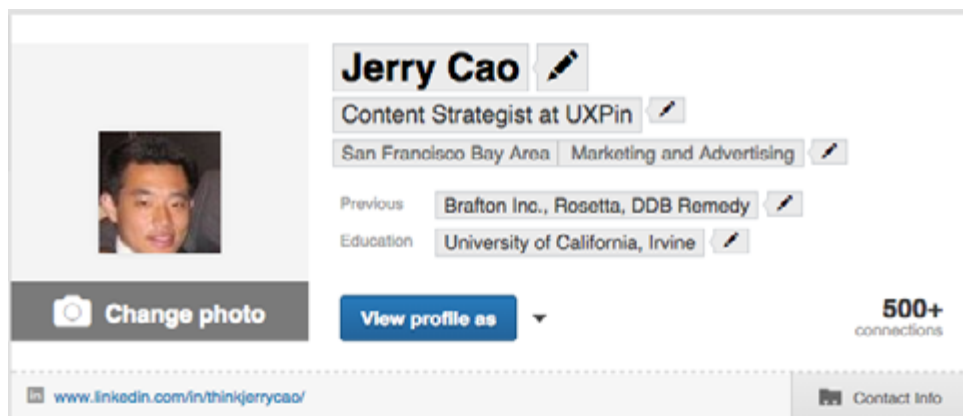 Jerry Cao
Content Strategist at UXPin
San Francisco Bay Area Marketing and Advertising
Previous Brafton Inc., Rosetta, DDB Remedy
Education University of California, Irvine
Change photo
View profile as
500+
connections
in www.linkedin.com/in/thinkjerrycao/
Contact Info